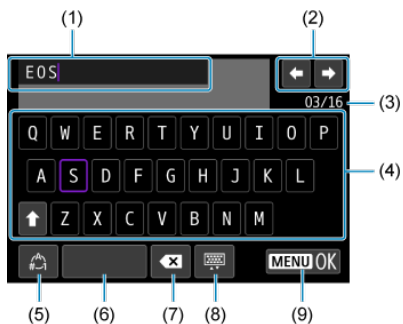 (1) (2)
EOS
03/16 (3)
Q W E R T Y U I O P
A S D F G H J K L (4)
Z X C V B N M
MENU OK
(5) (6) (7) (8) (9)